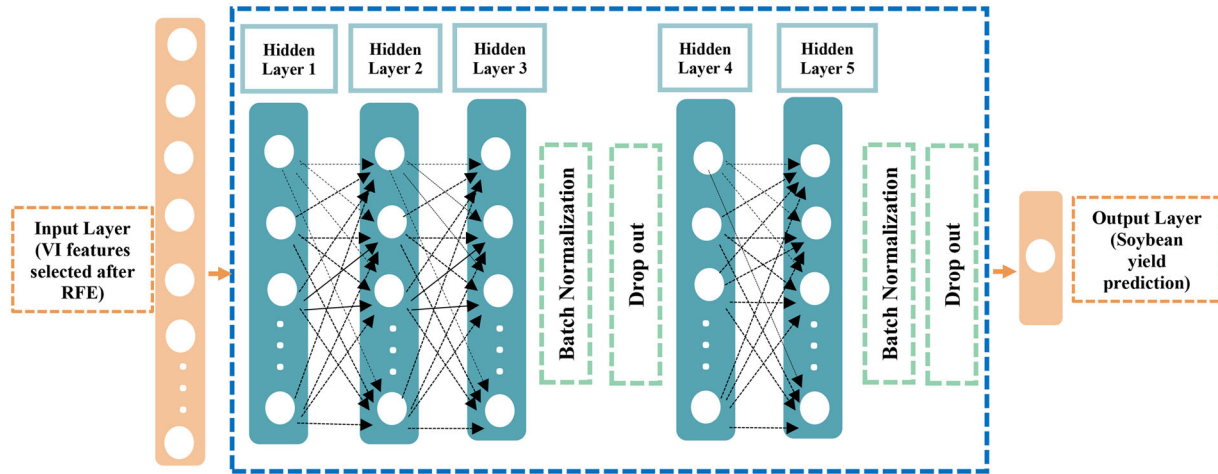 Input Layer
(VI features
selected after
RFE)
Hidden
Layer 1
Hidden
Layer 2
Hidden
Layer 3
Batch Normalization
Drop out
Hidden
Layer 4
Hidden
Layer 5
Batch Normalization
Drop out
Output Layer
(Soybean
yield
prediction)